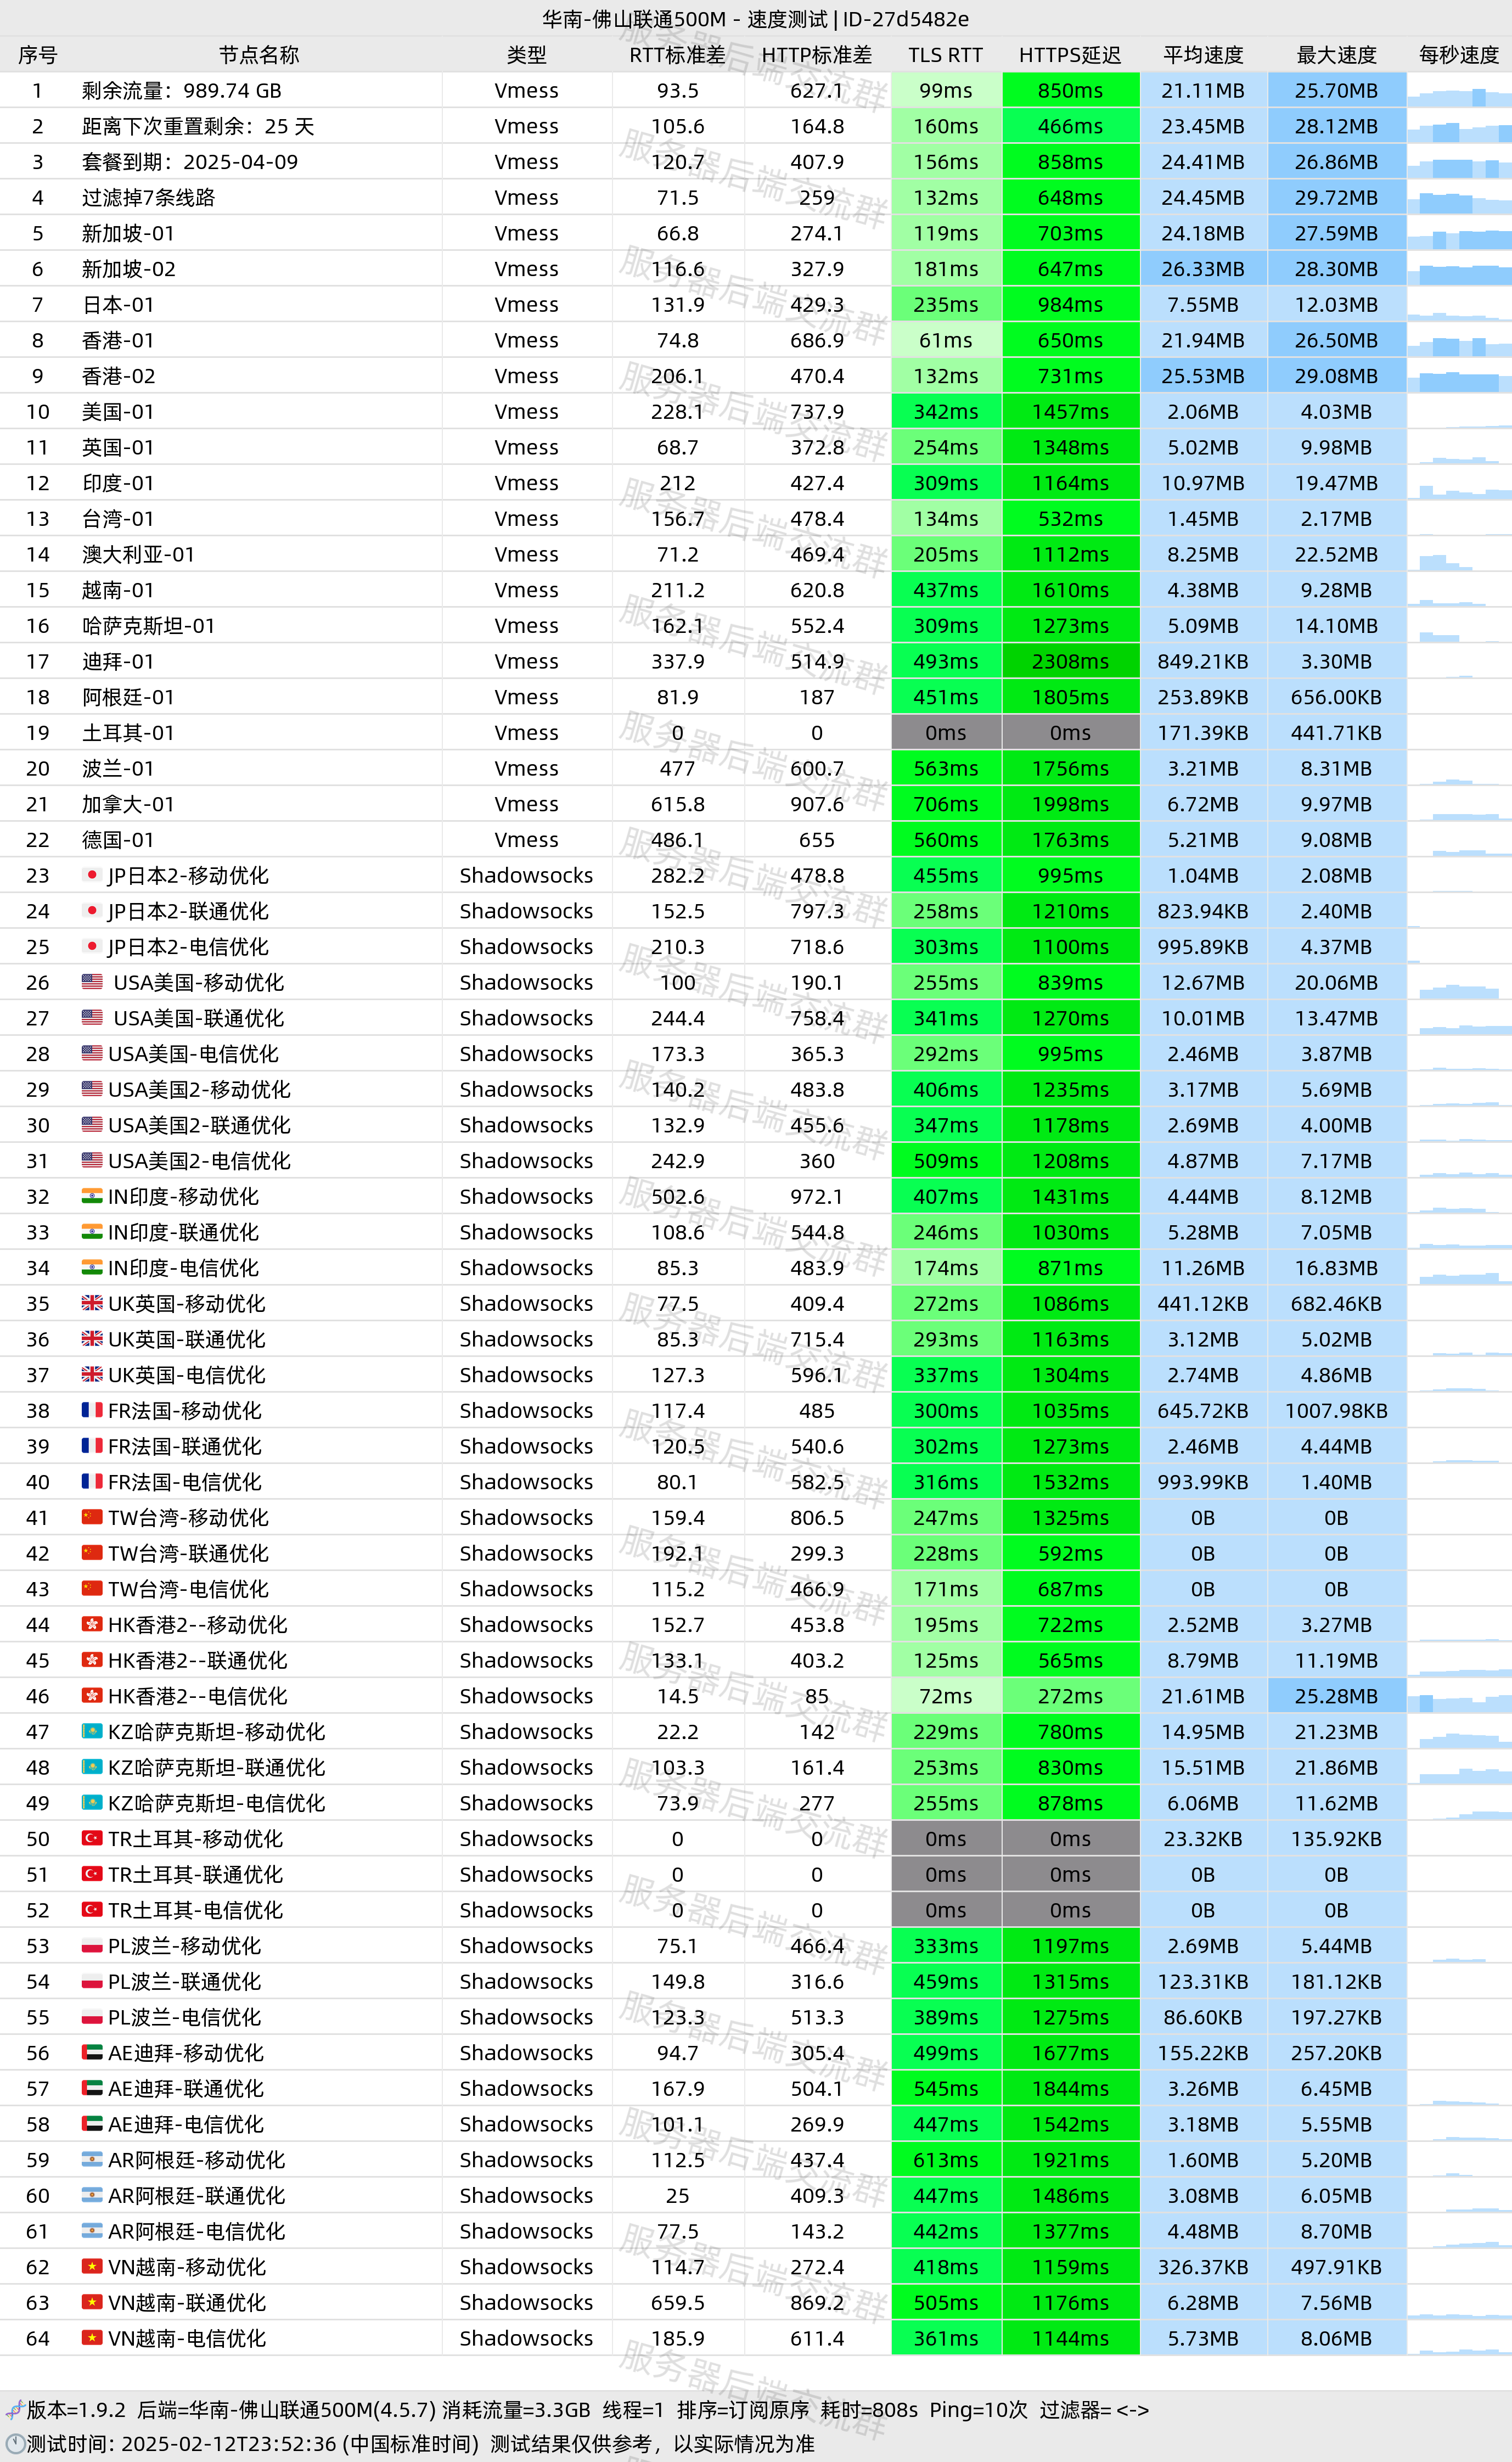 华南-佛山联通500M - 速度测试 | ID-27d5482e
序号 节点名称 类型 RTT标准差 HTTP标准差 TLS RTT HTTPS延迟 平均速度 最大速度 每秒速度
1 剩余流量：989.74 GB Vmess 93.5 627.1 99ms 850ms 21.11MB 25.70MB
2 距离下次重置剩余：25 天 Vmess 105.6 164.8 160ms 466ms 23.45MB 28.12MB
3 套餐到期：2025-04-09 Vmess 120.7 407.9 156ms 858ms 24.41MB 26.86MB
4 过滤掉7条线路 Vmess 71.5 259 132ms 648ms 24.45MB 29.72MB
5 新加坡-01 Vmess 66.8 274.1 119ms 703ms 24.18MB 27.59MB
6 新加坡-02 Vmess 116.6 327.9 181ms 647ms 26.33MB 28.30MB
7 日本-01 Vmess 131.9 429.3 235ms 984ms 7.55MB 12.03MB
8 香港-01 Vmess 74.8 686.9 61ms 650ms 21.94MB 26.50MB
9 香港-02 Vmess 206.1 470.4 132ms 731ms 25.53MB 29.08MB
10 美国-01 Vmess 228.1 737.9 342ms 1457ms 2.06MB 4.03MB
11 英国-01 Vmess 68.7 372.8 254ms 1348ms 5.02MB 9.98MB
12 印度-01 Vmess 212 427.4 309ms 1164ms 10.97MB 19.47MB
13 台湾-01 Vmess 156.7 478.4 134ms 532ms 1.45MB 2.17MB
14 澳大利亚-01 Vmess 71.2 469.4 205ms 1112ms 8.25MB 22.52MB
15 越南-01 Vmess 211.2 620.8 437ms 1610ms 4.38MB 9.28MB
16 哈萨克斯坦-01 Vmess 162.1 552.4 309ms 1273ms 5.09MB 14.10MB
17 迪拜-01 Vmess 337.9 514.9 493ms 2308ms 849.21KB 3.30MB
18 阿根廷-01 Vmess 81.9 187 451ms 1805ms 253.89KB 656.00KB
19 土耳其-01 Vmess 0 0 0ms 0ms 171.39KB 441.71KB
20 波兰-01 Vmess 477 600.7 563ms 1756ms 3.21MB 8.31MB
21 加拿大-01 Vmess 615.8 907.6 706ms 1998ms 6.72MB 9.97MB
22 德国-01 Vmess 486.1 655 560ms 1763ms 5.21MB 9.08MB
23 JP日本2-移动优化 Shadowsocks 282.2 478.8 455ms 995ms 1.04MB 2.08MB
24 JP日本2-联通优化 Shadowsocks 152.5 797.3 258ms 1210ms 823.94KB 2.40MB
25 JP日本2-电信优化 Shadowsocks 210.3 718.6 303ms 1100ms 995.89KB 4.37MB
26 USA美国-移动优化 Shadowsocks 100 190.1 255ms 839ms 12.67MB 20.06MB
27 USA美国-联通优化 Shadowsocks 244.4 758.4 341ms 1270ms 10.01MB 13.47MB
28 USA美国-电信优化 Shadowsocks 173.3 365.3 292ms 995ms 2.46MB 3.87MB
29 USA美国2-移动优化 Shadowsocks 140.2 483.8 406ms 1235ms 3.17MB 5.69MB
30 USA美国2-联通优化 Shadowsocks 132.9 455.6 347ms 1178ms 2.69MB 4.00MB
31 USA美国2-电信优化 Shadowsocks 242.9 360 509ms 1208ms 4.87MB 7.17MB
32 IN印度-移动优化 Shadowsocks 502.6 972.1 407ms 1431ms 4.44MB 8.12MB
33 IN印度-联通优化 Shadowsocks 108.6 544.8 246ms 1030ms 5.28MB 7.05MB
34 IN印度-电信优化 Shadowsocks 85.3 483.9 174ms 871ms 11.26MB 16.83MB
35 UK英国-移动优化 Shadowsocks 77.5 409.4 272ms 1086ms 441.12KB 682.46KB
36 UK英国-联通优化 Shadowsocks 85.3 715.4 293ms 1163ms 3.12MB 5.02MB
37 UK英国-电信优化 Shadowsocks 127.3 596.1 337ms 1304ms 2.74MB 4.86MB
38 FR法国-移动优化 Shadowsocks 117.4 485 300ms 1035ms 645.72KB 1007.98KB
39 FR法国-联通优化 Shadowsocks 120.5 540.6 302ms 1273ms 2.46MB 4.44MB
40 FR法国-电信优化 Shadowsocks 80.1 582.5 316ms 1532ms 993.99KB 1.40MB
41 TW台湾-移动优化 Shadowsocks 159.4 806.5 247ms 1325ms 0B 0B
42 TW台湾-联通优化 Shadowsocks 192.1 299.3 228ms 592ms 0B 0B
43 TW台湾-电信优化 Shadowsocks 115.2 466.9 171ms 687ms 0B 0B
44 HK香港2--移动优化 Shadowsocks 152.7 453.8 195ms 722ms 2.52MB 3.27MB
45 HK香港2--联通优化 Shadowsocks 133.1 403.2 125ms 565ms 8.79MB 11.19MB
46 HK香港2--电信优化 Shadowsocks 14.5 85 72ms 272ms 21.61MB 25.28MB
47 KZ哈萨克斯坦-移动优化 Shadowsocks 22.2 142 229ms 780ms 14.95MB 21.23MB
48 KZ哈萨克斯坦-联通优化 Shadowsocks 103.3 161.4 253ms 830ms 15.51MB 21.86MB
49 KZ哈萨克斯坦-电信优化 Shadowsocks 73.9 277 255ms 878ms 6.06MB 11.62MB
50 TR土耳其-移动优化 Shadowsocks 0 0 0ms 0ms 23.32KB 135.92KB
51 TR土耳其-联通优化 Shadowsocks 0 0 0ms 0ms 0B 0B
52 TR土耳其-电信优化 Shadowsocks 0 0 0ms 0ms 0B 0B
53 PL波兰-移动优化 Shadowsocks 75.1 466.4 333ms 1197ms 2.69MB 5.44MB
54 PL波兰-联通优化 Shadowsocks 149.8 316.6 459ms 1315ms 123.31KB 181.12KB
55 PL波兰-电信优化 Shadowsocks 123.3 513.3 389ms 1275ms 86.60KB 197.27KB
56 AE迪拜-移动优化 Shadowsocks 94.7 305.4 499ms 1677ms 155.22KB 257.20KB
57 AE迪拜-联通优化 Shadowsocks 167.9 504.1 545ms 1844ms 3.26MB 6.45MB
58 AE迪拜-电信优化 Shadowsocks 101.1 269.9 447ms 1542ms 3.18MB 5.55MB
59 AR阿根廷-移动优化 Shadowsocks 112.5 437.4 613ms 1921ms 1.60MB 5.20MB
60 AR阿根廷-联通优化 Shadowsocks 25 409.3 447ms 1486ms 3.08MB 6.05MB
61 AR阿根廷-电信优化 Shadowsocks 77.5 143.2 442ms 1377ms 4.48MB 8.70MB
62 VN越南-移动优化 Shadowsocks 114.7 272.4 418ms 1159ms 326.37KB 497.91KB
63 VN越南-联通优化 Shadowsocks 659.5 869.2 505ms 1176ms 6.28MB 7.56MB
64 VN越南-电信优化 Shadowsocks 185.9 611.4 361ms 1144ms 5.73MB 8.06MB
版本=1.9.2 后端=华南-佛山联通500M(4.5.7) 消耗流量=3.3GB 线程=1 排序=订阅原序 耗时=808s Ping=10次 过滤器= <->
测试时间: 2025-02-12T23:52:36 (中国标准时间) 测试结果仅供参考，以实际情况为准
服务器后端交流群